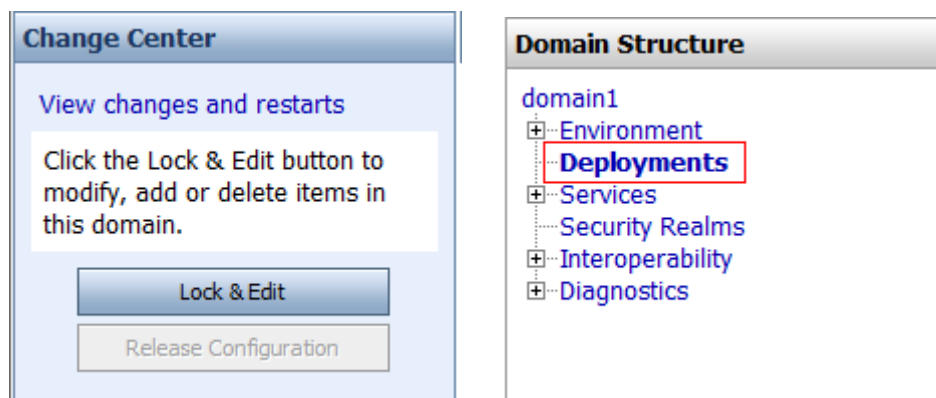 Change Center
View changes and restarts
Click the Lock & Edit button to
modify, add or delete items in
this domain.
Lock & Edit
Release Configuration
Domain Structure
domain1
Environment
Deployments
Services
Security Realms
Interoperability
Diagnostics